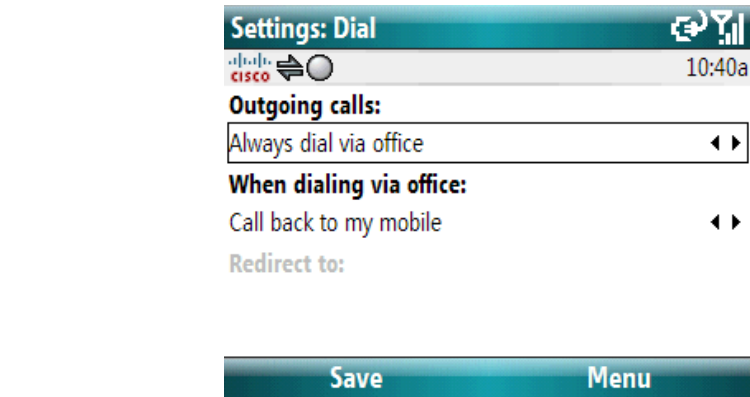 Settings: Dial
cisco 10:40a
Outgoing calls:
Always dial via office
When dialing via office:
Call back to my mobile
Redirect to:
Save Menu